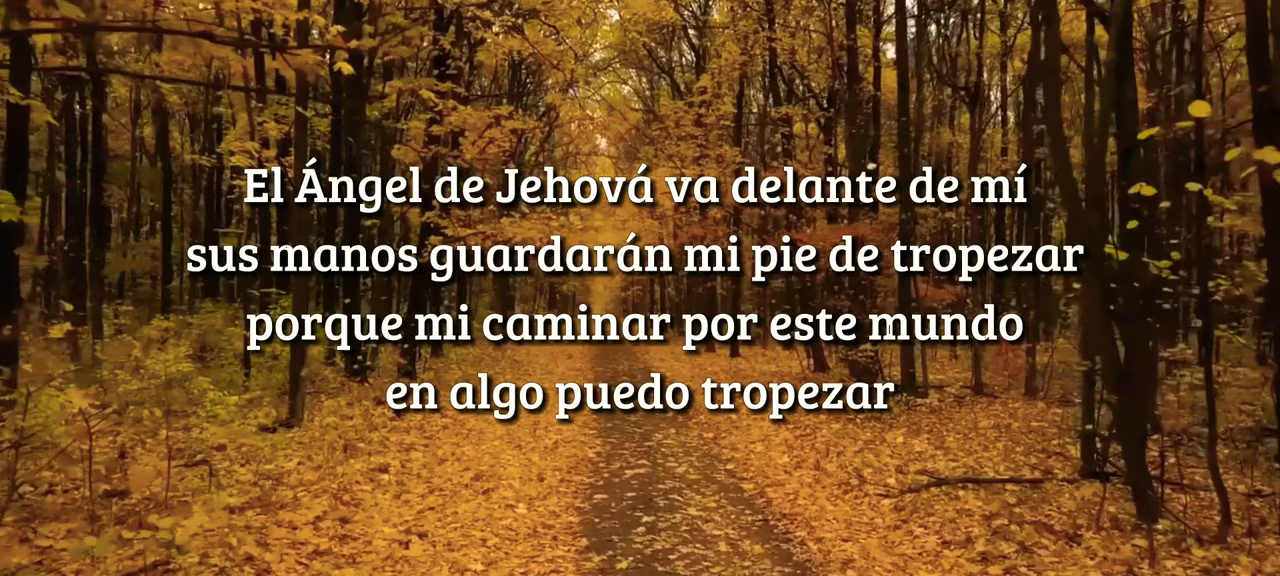 El Ángel de Jehová va delante de mí
sus manos guardarán mi pie de tropezar
porque mi caminar por este mundo
en algo puedo tropezar